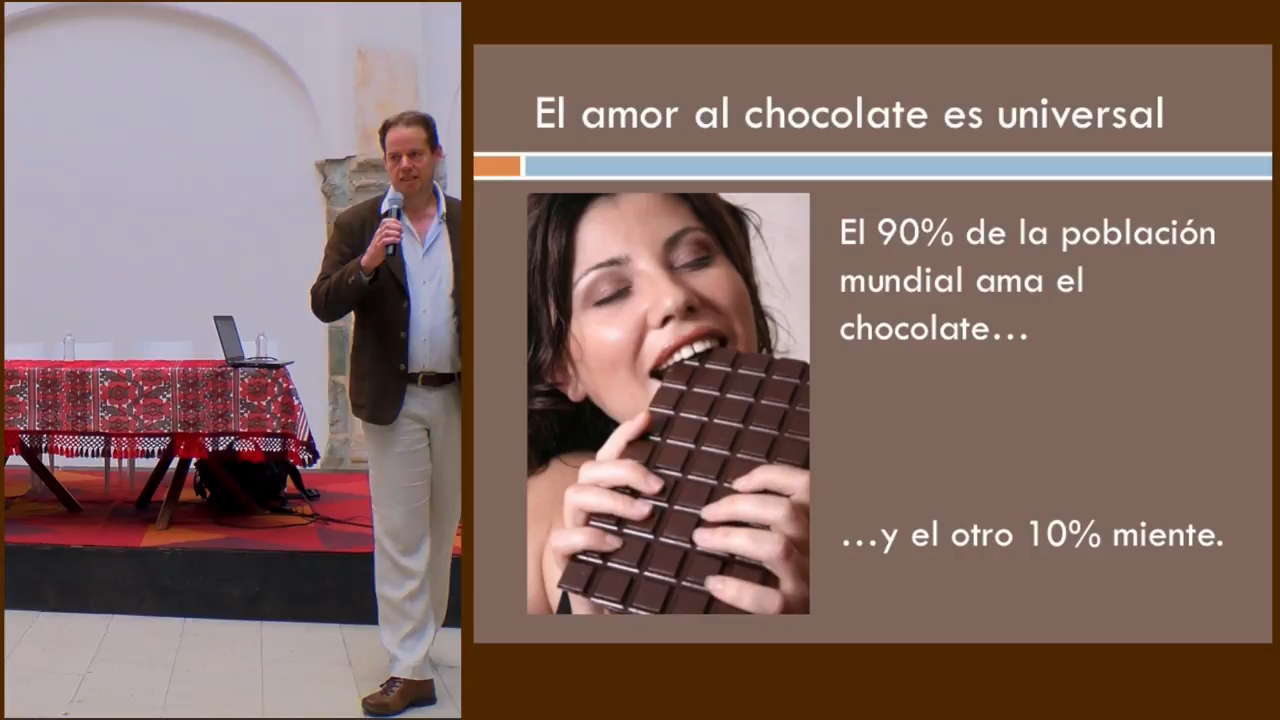 El amor al chocolate es universal
El 90% de la población
mundial ama el
chocolate...
...y el otro 10% miente.